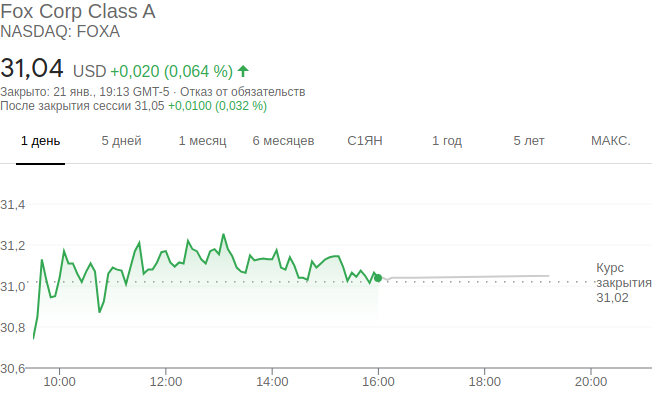 Fox Corp Class A
NASDAQ: FOXA
31,04 USD +0,020 (0,064 %)
Закрыто: 21 янв., 19:13 GMT-5 · Отказ от обязательств
После закрытия сессии 31,05 +0,0100 (0,032 %)
1 день 5 дней 1 месяц 6 месяцев С1ЯН 1 год 5 лет МАКС.
31,4
31,2
31,0
30,8
30,6
Курс
закрытия
31,02
10:00 12:00 14:00 16:00 18:00 20:00